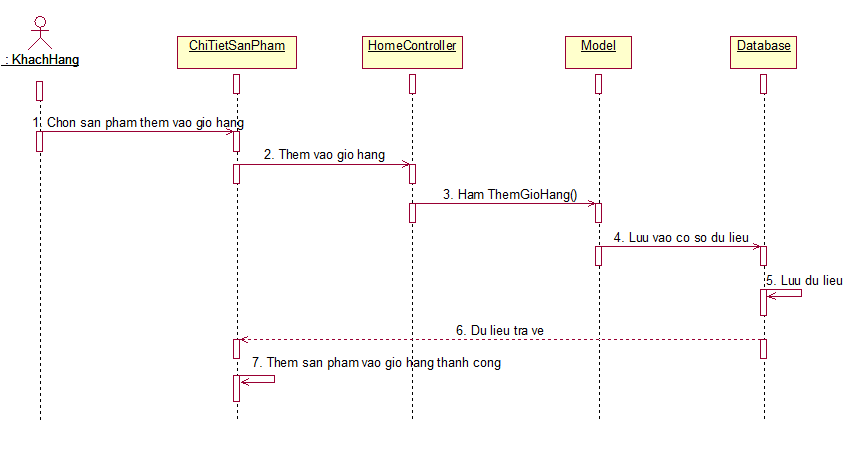 : KhachHang
ChiTietSanPham
HomeController
Model
Database
1. Chon san pham them vao gio hang
2. Them vao gio hang
3. Ham ThemGioHang()
4. Luu vao co so du lieu
5. Luu du lieu
6. Du lieu tra ve
7. Them san pham vao gio hang thanh cong